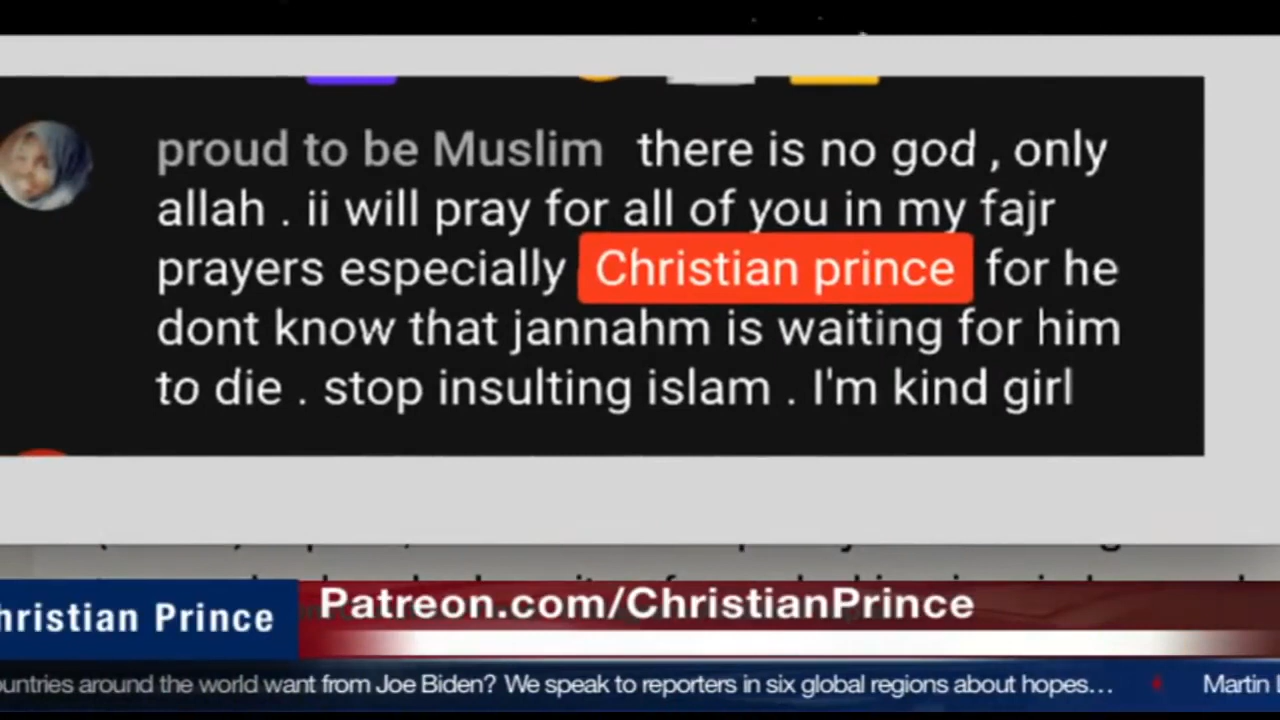 proud to be Muslim there is no god , only
allah . ii will pray for all of you in my fajr
prayers especially Christian prince for he
dont know that jannahm is waiting for him
to die . stop insulting islam . I'm kind girl
hristian Prince
Patreon.com/ChristianPrince
ountries around the world want from Joe Biden? We speak to reporters in six global regions about hopes... Martin